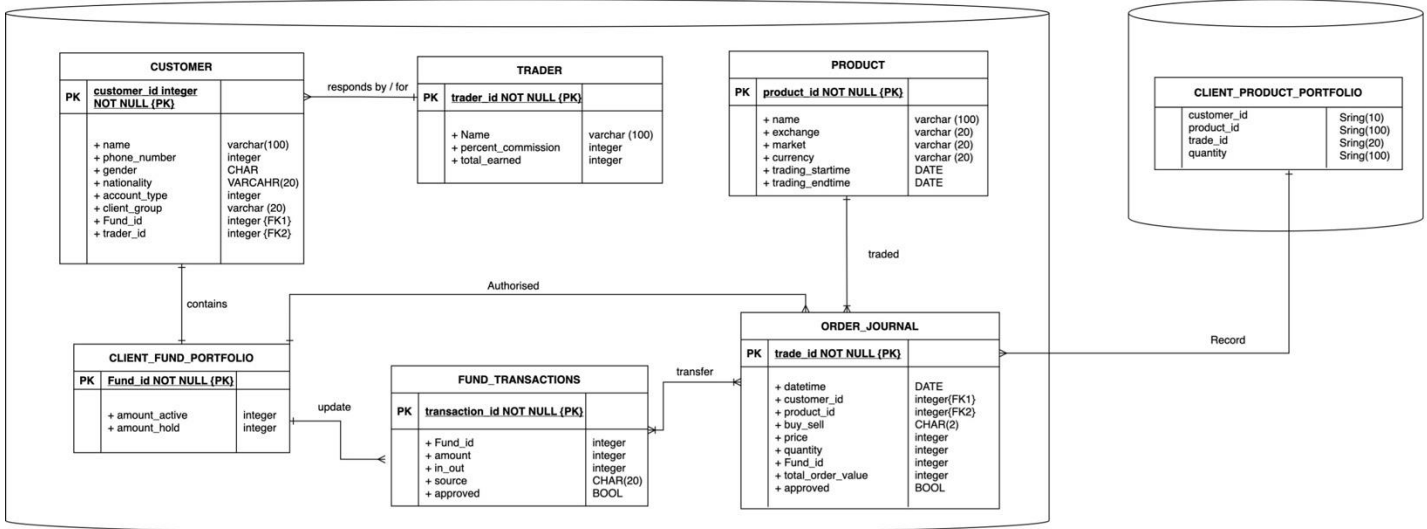 CUSTOMER
PK customer_id integer
NOT NULL {PK}
+ name varchar(100)
+ phone_number integer
+ gender CHAR
+ nationality VARCAHR(20)
+ account_type integer
+ client_group varchar (20)
+ Fund_id integer {FK1}
+ trader_id integer {FK2}
responds by / for
TRADER
PK trader_id NOT NULL {PK}
+ Name varchar (100)
+ percent_commission integer
+ total_earned integer
PRODUCT
PK product_id NOT NULL {PK}
+ name varchar (100)
+ exchange varchar (20)
+ market varchar (20)
+ currency varchar (20)
+ trading_startime DATE
+ trading_endtime DATE
CLIENT_PRODUCT_PORTFOLIO
customer_id Sring(10)
product_id Sring(100)
trade_id Sring(20)
quantity Sring(100)
contains
Authorised
traded
Record
CLIENT_FUND_PORTFOLIO
PK Fund_id NOT NULL {PK}
+ amount_active integer
+ amount_hold integer
update
FUND_TRANSACTIONS
PK transaction_id NOT NULL {PK}
+ Fund_id integer
+ amount integer
+ in_out integer
+ source CHAR(20)
+ approved BOOL
transfer
ORDER_JOURNAL
PK trade_id NOT NULL {PK}
+ datetime DATE
+ customer_id integer{FK1}
+ product_id integer{FK2}
+ buy_sell CHAR(2)
+ price integer
+ quantity integer
+ Fund_id integer
+ total_order_value integer
+ approved BOOL